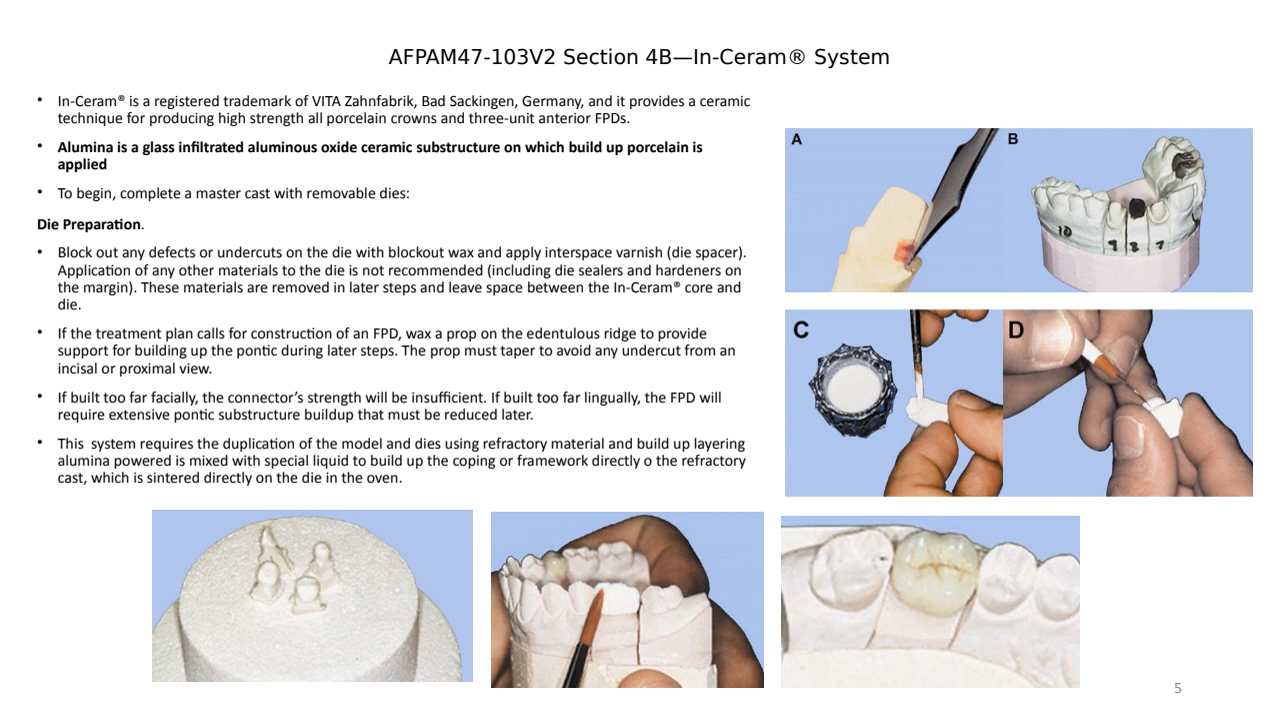 AFPAM47-103V2 Section 4B—In-Ceram® System
• In-Ceram® is a registered trademark of VITA Zahnfabrik, Bad Sackingen, Germany, and it provides a ceramic
technique for producing high strength all porcelain crowns and three-unit anterior FPDs.
• Alumina is a glass infiltrated aluminous oxide ceramic substructure on which build up porcelain is
applied
• To begin, complete a master cast with removable dies:
Die Preparation.
• Block out any defects or undercuts on the die with blockout wax and apply interspace varnish (die spacer).
Application of any other materials to the die is not recommended (including die sealers and hardeners on
the margin). These materials are removed in later steps and leave space between the In-Ceram® core and
die.
• If the treatment plan calls for construction of an FPD, wax a prop on the edentulous ridge to provide
support for building up the pontic during later steps. The prop must taper to avoid any undercut from an
incisal or proximal view.
• If built too far facially, the connector's strength will be insufficient. If built too far lingually, the FPD will
require extensive pontic substructure buildup that must be reduced later.
• This  system requires the duplication of the model and dies using refractory material and build up layering
alumina powered is mixed with special liquid to build up the coping or framework directly o the refractory
cast, which is sintered directly on the die in the oven.
A
B
10
9
8
7
C
D
5